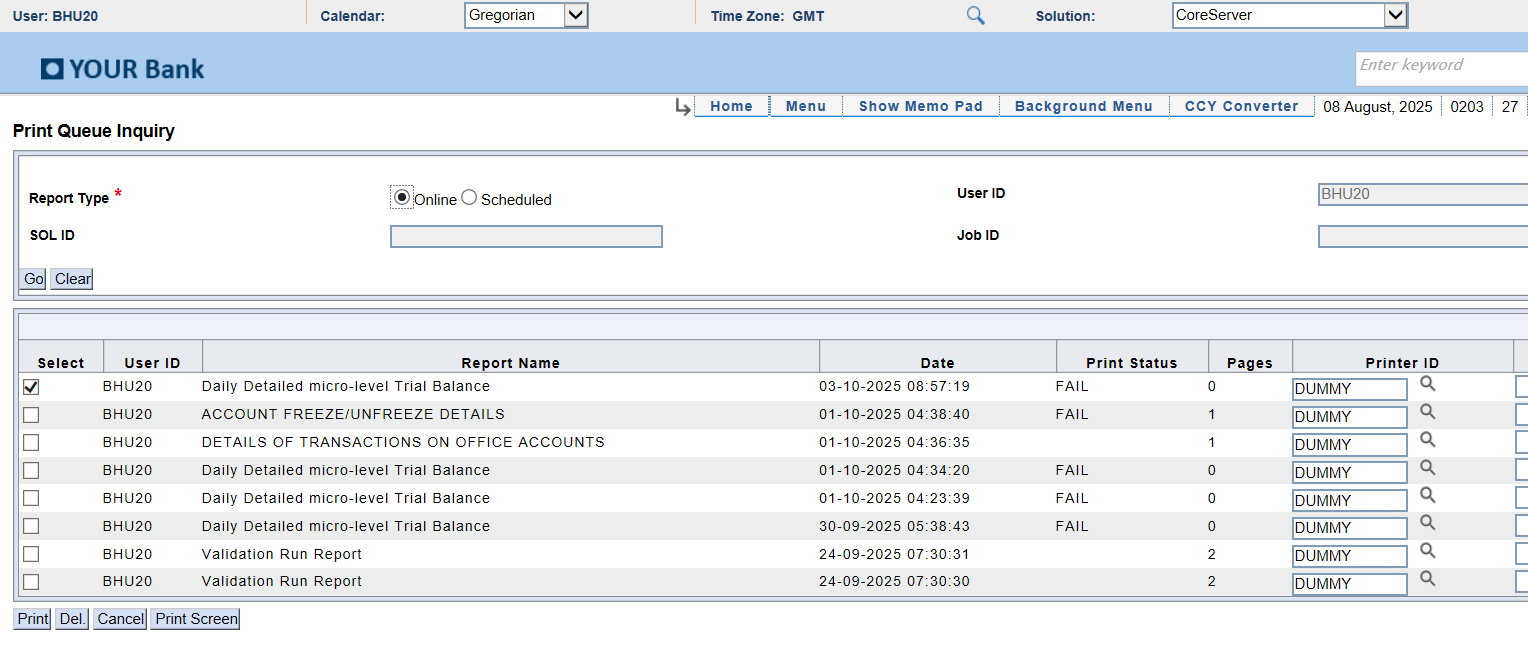 User: BHU20 Calendar: Gregorian Time Zone: GMT Solution: CoreServer
YOUR Bank Enter keyword
Home Menu Show Memo Pad Background Menu CCY Converter 08 August, 2025 0203 27
Print Queue Inquiry
Report Type * Online Scheduled User ID BHU20
SOL ID Job ID
Go Clear
Select User ID Report Name Date Print Status Pages Printer ID
BHU20 Daily Detailed micro-level Trial Balance 03-10-2025 08:57:19 FAIL 0 DUMMY
BHU20 ACCOUNT FREEZE/UNFREEZE DETAILS 01-10-2025 04:38:40 FAIL 1 DUMMY
BHU20 DETAILS OF TRANSACTIONS ON OFFICE ACCOUNTS 01-10-2025 04:36:35 1 DUMMY
BHU20 Daily Detailed micro-level Trial Balance 01-10-2025 04:34:20 FAIL 0 DUMMY
BHU20 Daily Detailed micro-level Trial Balance 01-10-2025 04:23:39 FAIL 0 DUMMY
BHU20 Daily Detailed micro-level Trial Balance 30-09-2025 05:38:43 FAIL 0 DUMMY
BHU20 Validation Run Report 24-09-2025 07:30:31 2 DUMMY
BHU20 Validation Run Report 24-09-2025 07:30:30 2 DUMMY
Print Del. Cancel Print Screen